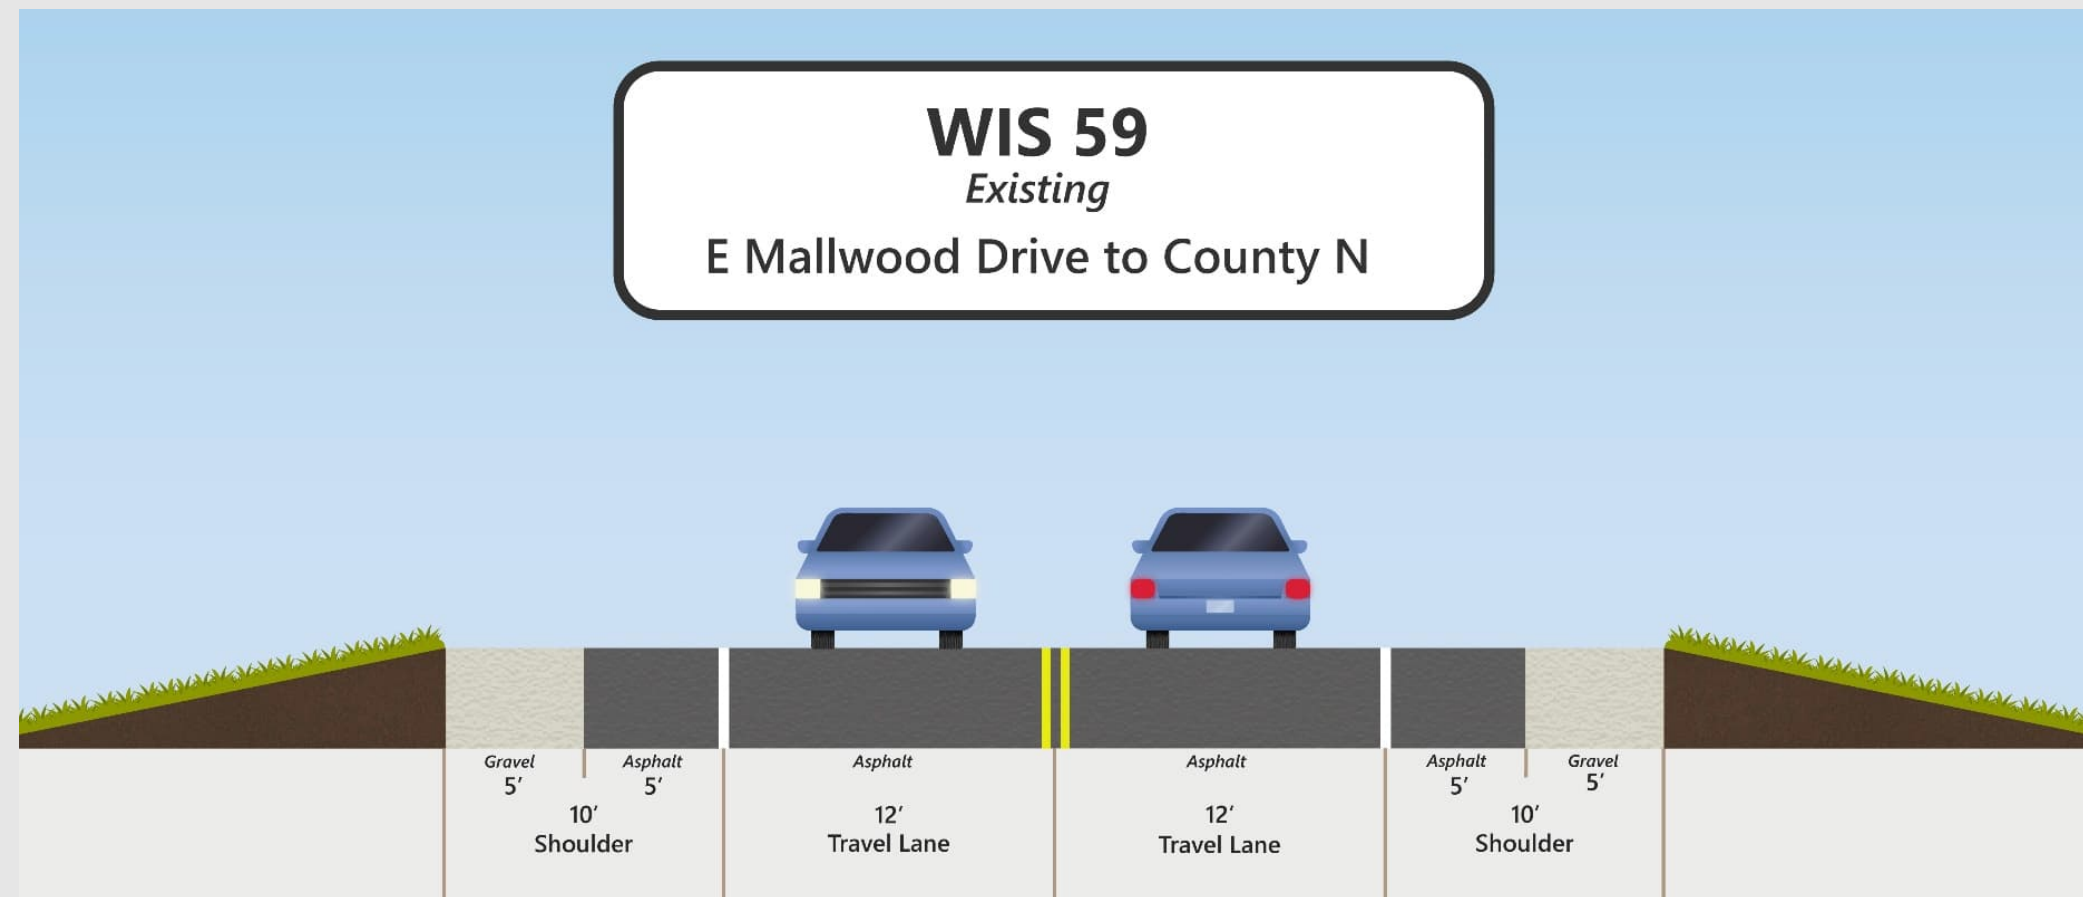 WIS 59
Existing
E Mallwood Drive to County N
Gravel
5′
Asphalt
5′
10′
Shoulder
Asphalt
12′
Travel Lane
Asphalt
12′
Travel Lane
Asphalt
5′
Gravel
5′
10′
Shoulder